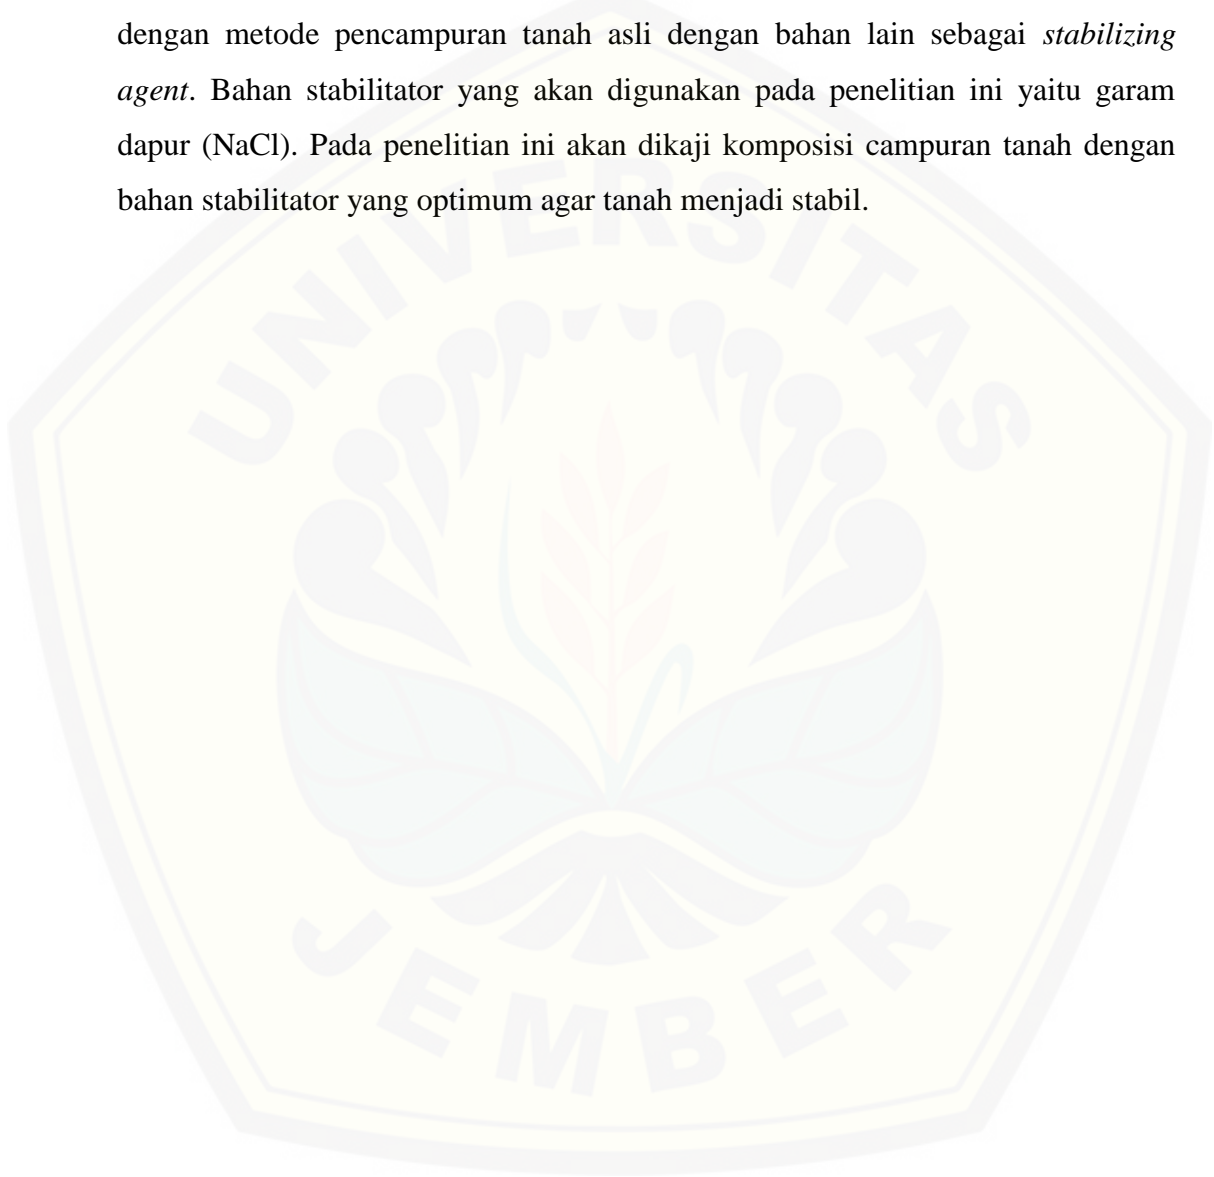 dengan metode pencampuran tanah asli dengan bahan lain sebagai stabilizing
agent. Bahan stabilitator yang akan digunakan pada penelitian ini yaitu garam
dapur (NaCl). Pada penelitian ini akan dikaji komposisi campuran tanah dengan
bahan stabilitator yang optimum agar tanah menjadi stabil.
UNIVERSITAS
JEMBER